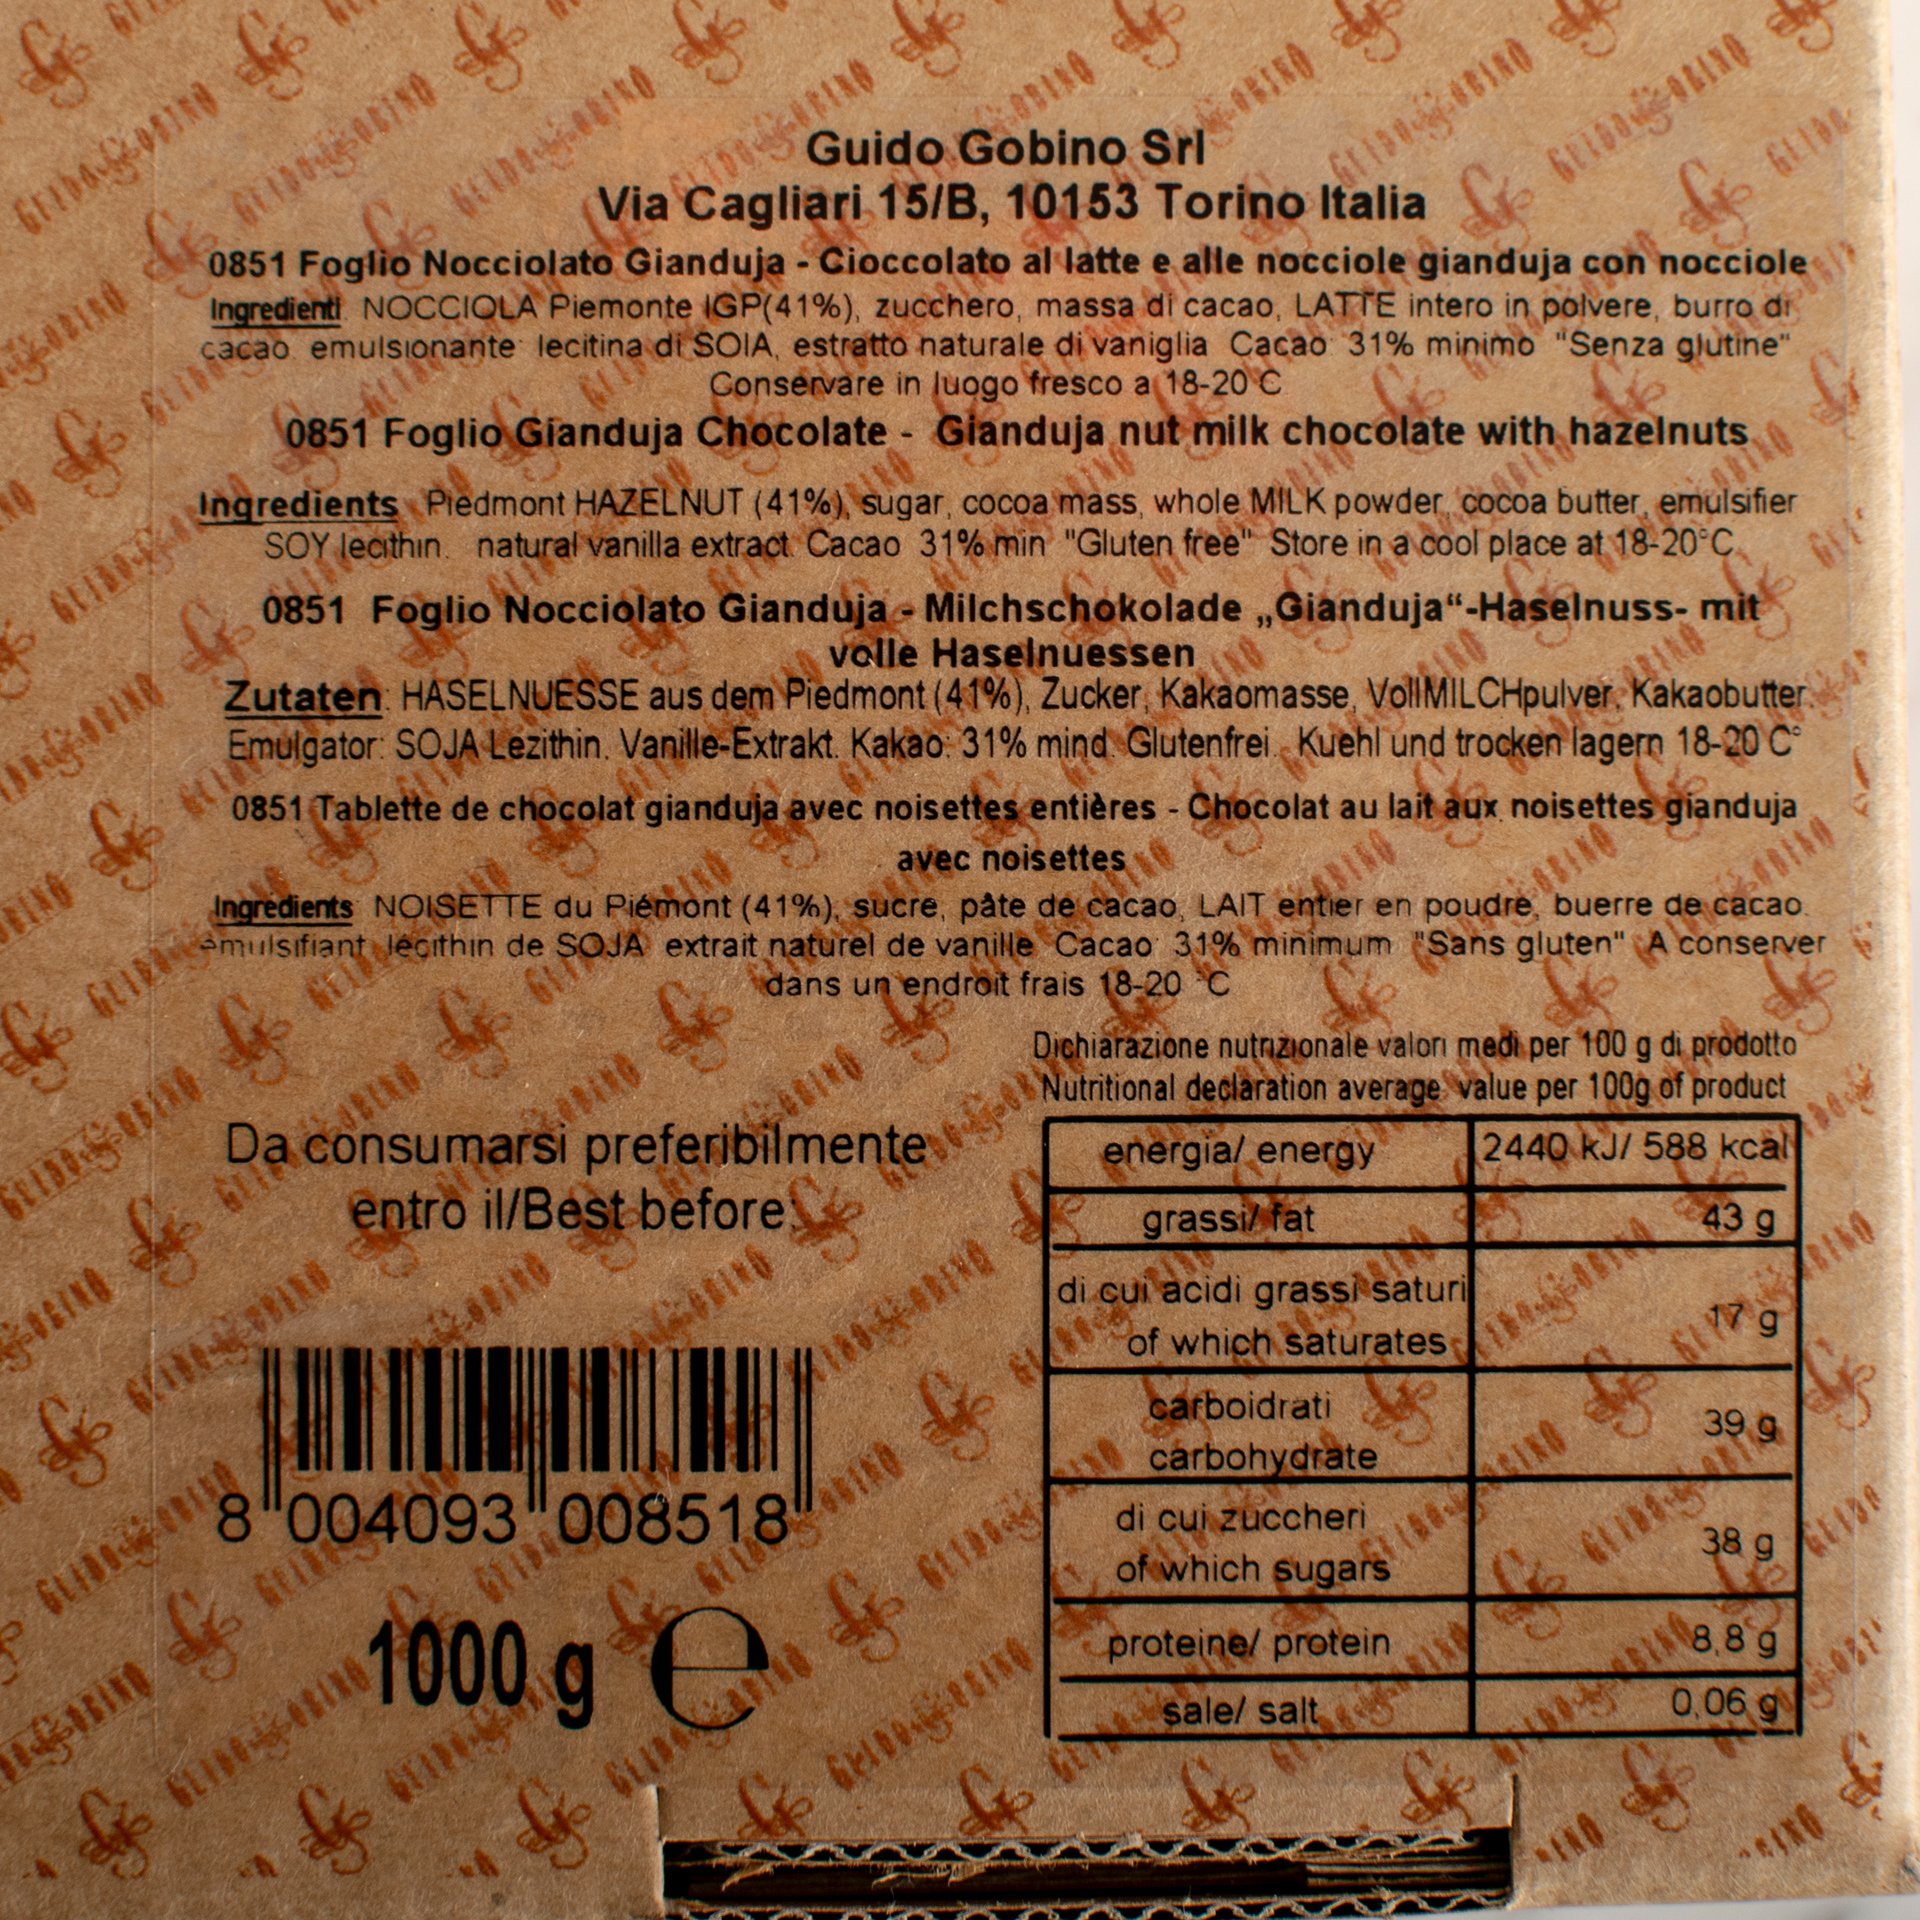 Guido Gobino Srl
Via Cagliari 15/B, 10153 Torino Italia
0851 Foglio Nocciolato Gianduja - Cioccolato al latte e alle nocciole gianduja con nocciole
Ingredienti: NOCCIOLA Piemonte IGP(41%), zucchero, massa di cacao, LATTE intero in polvere, burro di
cacao, emulsionante: lecitina di SOIA, estratto naturale di vaniglia. Cacao: 31% minimo. "Senza glutine"
Conservare in luogo fresco a 18-20°C
0851 Foglio Gianduja Chocolate - Gianduja nut milk chocolate with hazelnuts
Ingredients: Piedmont HAZELNUT (41%), sugar, cocoa mass, whole MILK powder, cocoa butter, emulsifier
SOY lecithin. natural vanilla extract. Cacao 31% min "Gluten free" Store in a cool place at 18-20°C
0851 Foglio Nocciolato Gianduja - Milchschokolade „Gianduja“-Haselnuss- mit
volle Haselnuessen
Zutaten: HASELNUESSE aus dem Piedmont (41%), Zucker, Kakaomasse, VollMILCHpulver, Kakaobutter.
Emulgator: SOJA Lezithin. Vanille-Extrakt. Kakao: 31% mind. Glutenfrei. Kuehl und trocken lagern 18-20 C°
0851 Tablette de chocolat gianduja avec noisettes entières - Chocolat au lait aux noisettes gianduja
avec noisettes
Ingrédients NOISETTE du Piémont (41%), sucre, pâte de cacao, LAIT entier en poudre, buerre de cacao.
émulsifiant: lécithin de SOJA, extrait naturel de vanille. Cacao: 31% minimum. "Sans gluten" A conserver
dans un endroit frais 18-20 °C
Dichiarazione nutrizionale valori medi per 100 g di prodotto
Nutritional declaration average value per 100g of product
energia/ energy 2440 kJ/ 588 kcal
grassi/ fat 43 g
di cui acidi grassi saturi
of which saturates 17 g
carboidrati
carbohydrate 39 g
di cui zuccheri
of which sugars 38 g
proteine/ protein 8,8 g
sale/ salt 0,06 g
Da consumarsi preferibilmente
entro il/Best before:
8 004093 008518
1000 g e